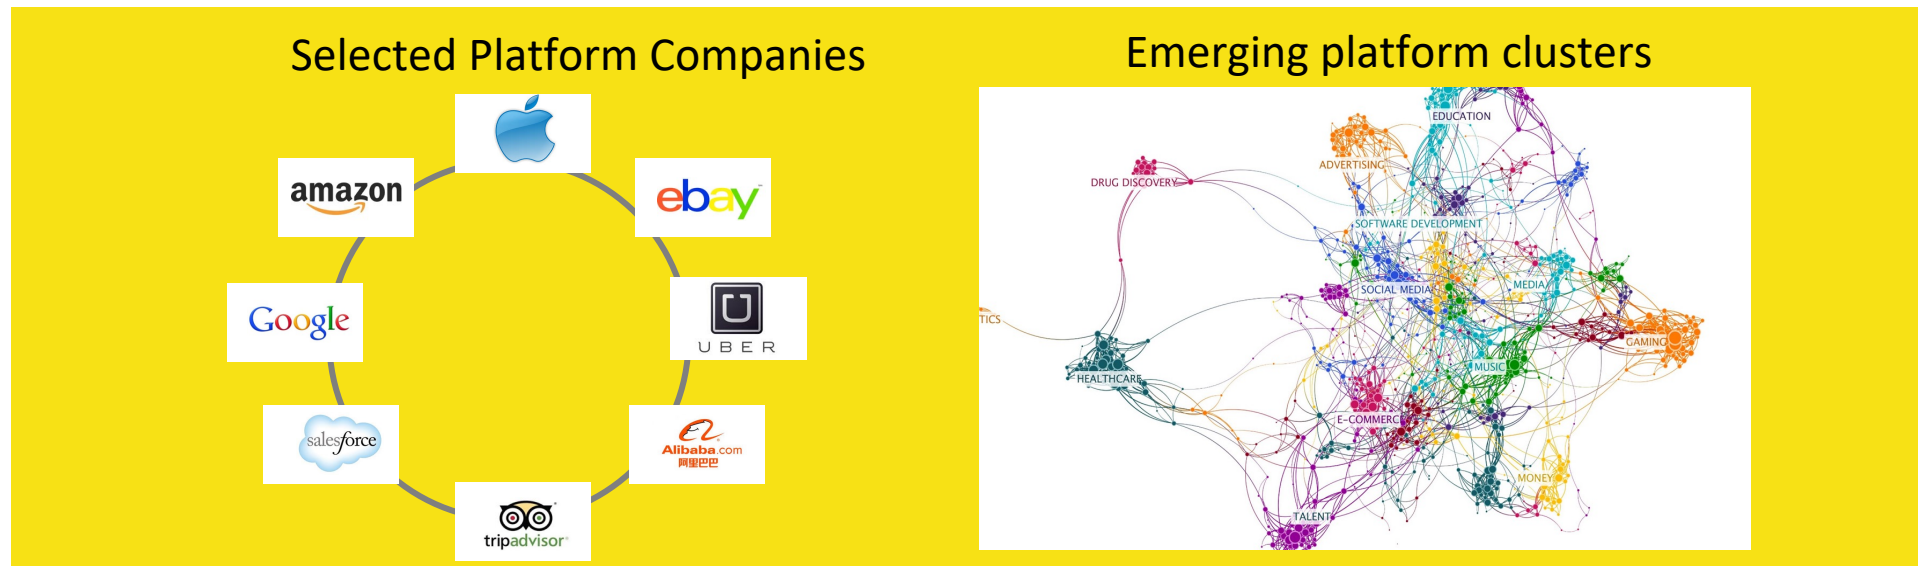 Selected Platform Companies
amazon
ebay
Google
UBER
salesforce
Alibaba.com
阿里巴巴
tripadvisor
Emerging platform clusters
EDUCATION
ADVERTISING
DRUG DISCOVERY
SOFTWARE DEVELOPMENT
SOCIAL MEDIA
MEDIA
TICS
GAMING
HEALTHCARE
MUSIC
E-COMMERCE
MONEY
TALENT